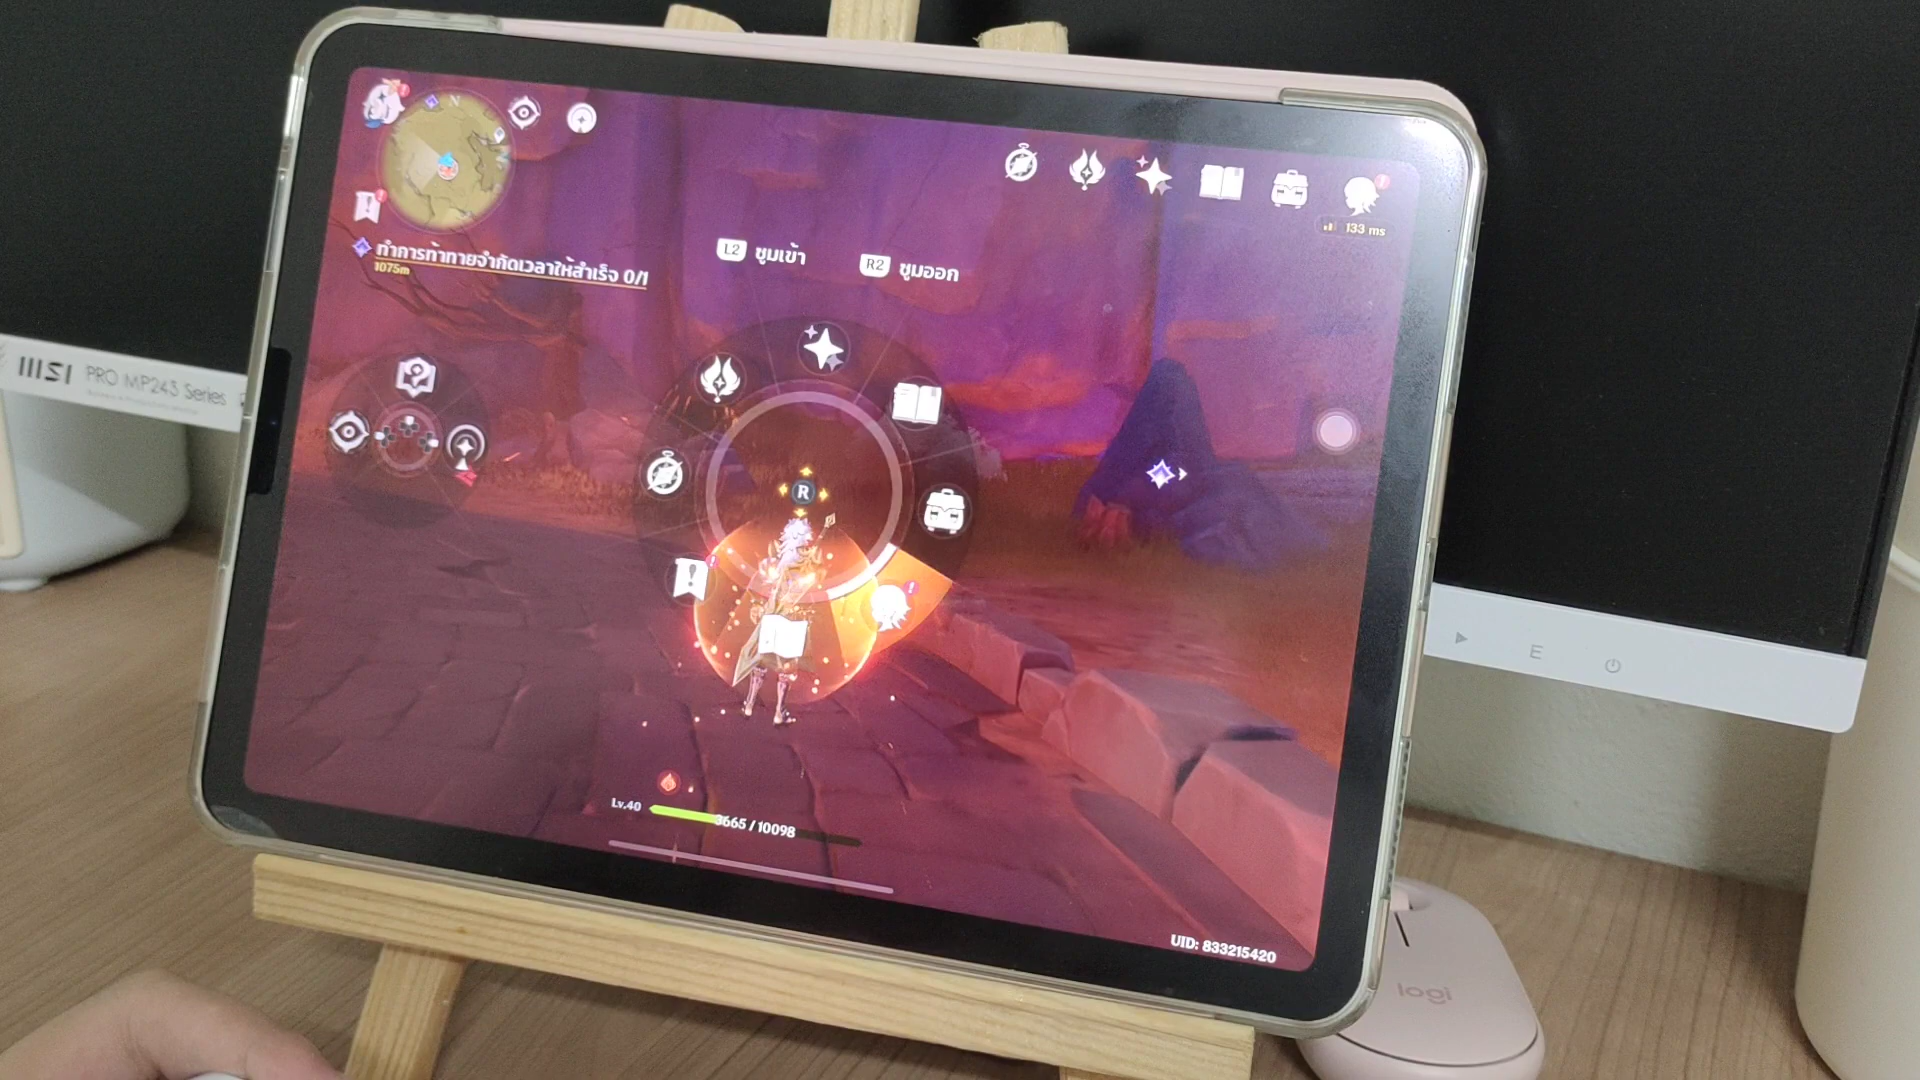 N
133 ms
L2 ซูมเข้า
R2 ซูมออก
ทำการท้าทายจำกัดเวลาให้สำเร็จ 0/1
1075m
msi PRO MP243 Series
R
E
Lv.40
3665 / 10098
UID: 833215420
logi